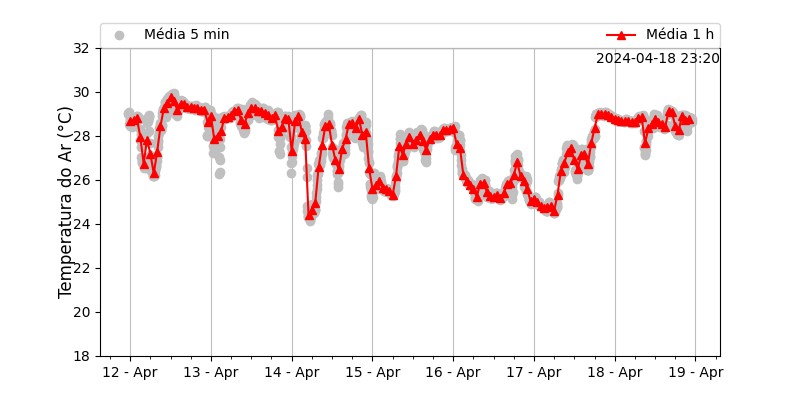 Média 5 min
Média 1 h
2024-04-18 23:20
Temperatura do Ar (°C)
32
30
28
26
24
22
20
18
12 - Apr
13 - Apr
14 - Apr
15 - Apr
16 - Apr
17 - Apr
18 - Apr
19 - Apr